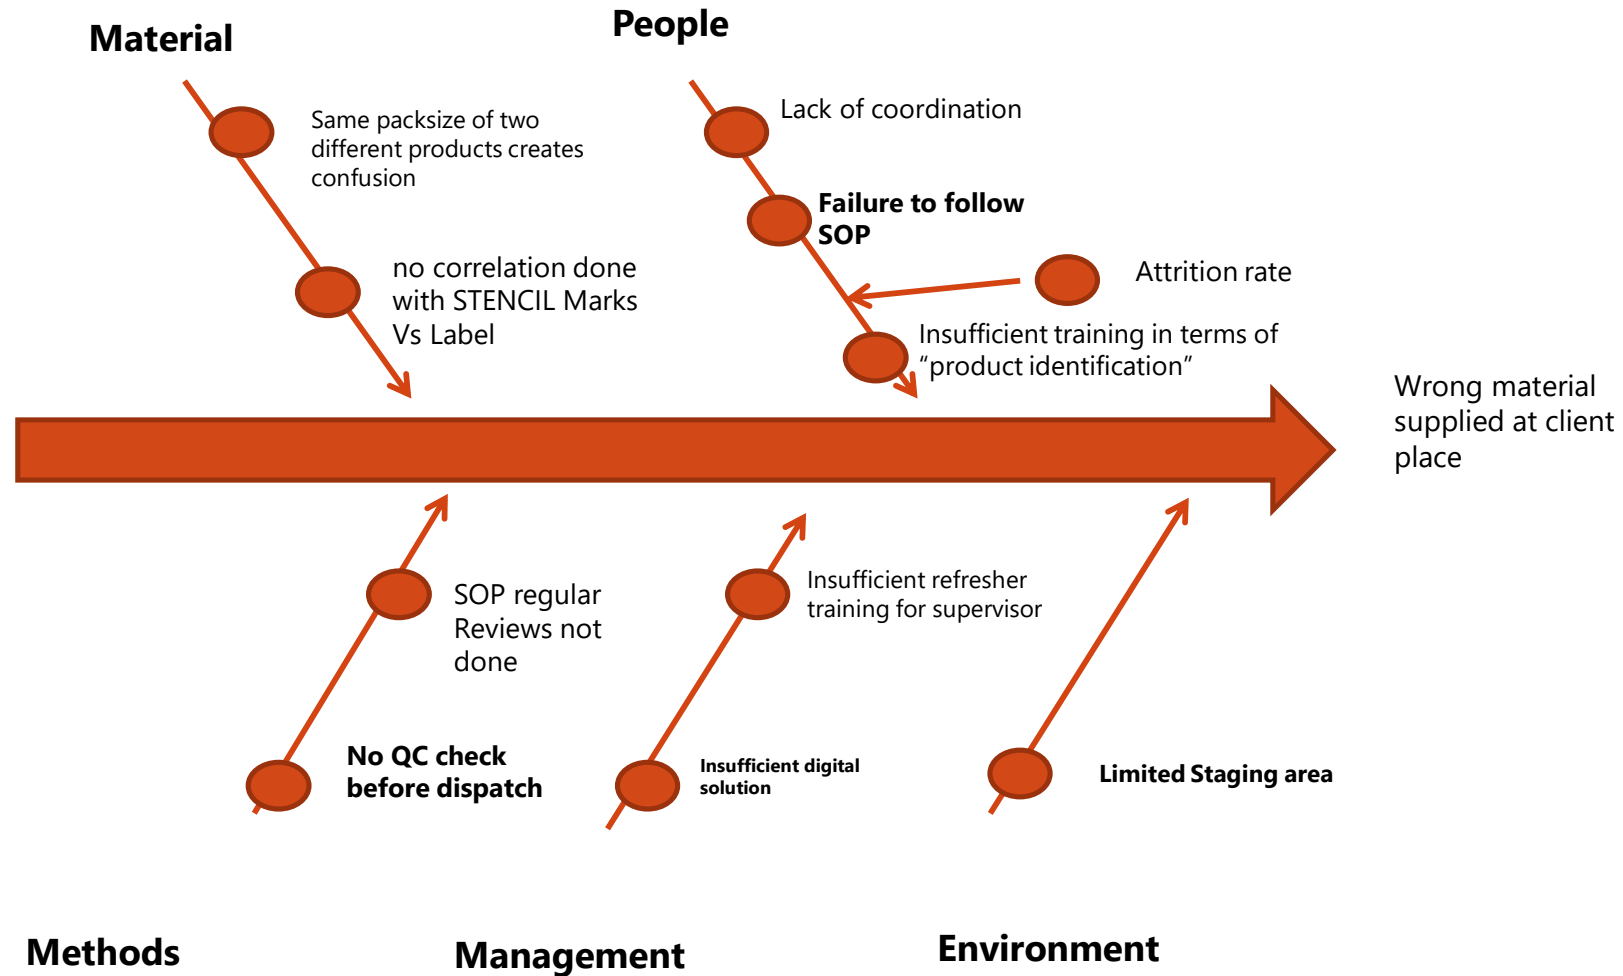 Material
People
Same packsize of two
different products creates
confusion
no correlation done
with STENCIL Marks
Vs Label
Lack of coordination
Failure to follow
SOP
Attrition rate
Insufficient training in terms of
“product identification”
Wrong material
supplied at client
place
SOP regular
Reviews not
done
No QC check
before dispatch
Insufficient refresher
training for supervisor
Insufficient digital
solution
Limited Staging area
Methods
Management
Environment